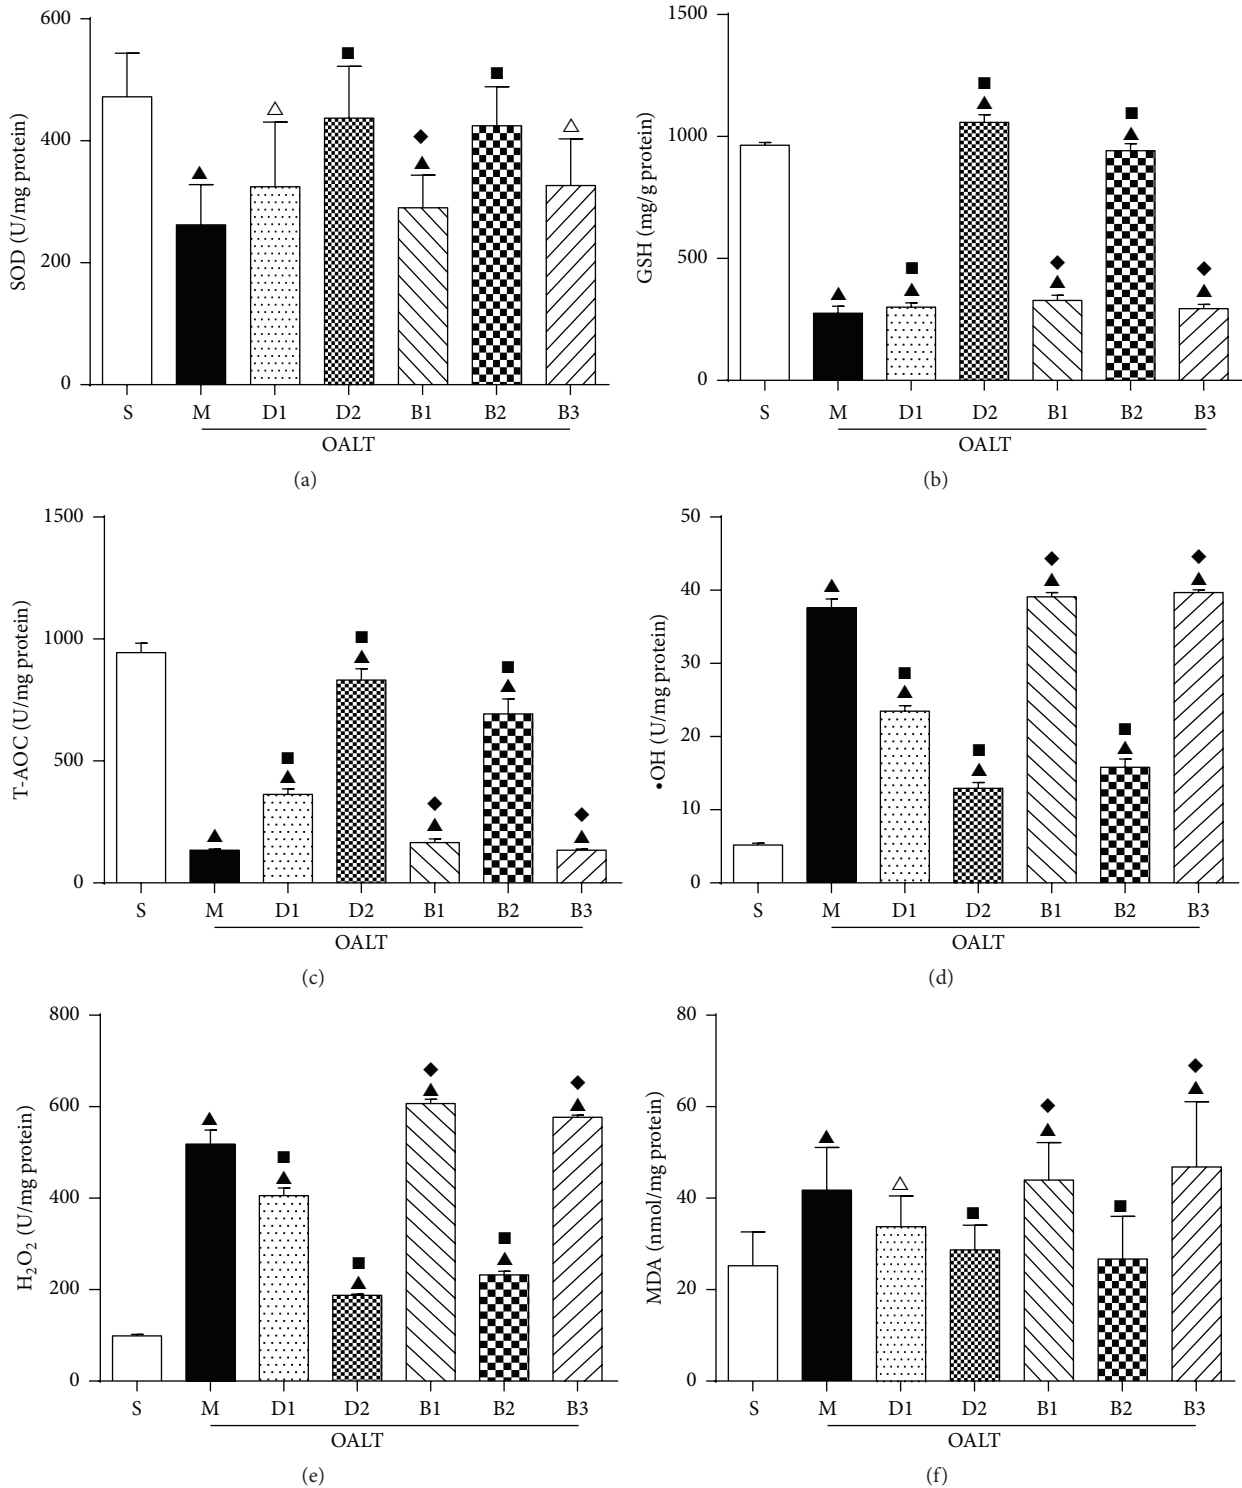 600
400
200
0
SOD (U/mg protein)
S M D1 D2 B1 B2 B3
OALT
(a)
1500
1000
500
0
GSH (mg/g protein)
S M D1 D2 B1 B2 B3
OALT
(b)
1500
1000
500
0
T-AOC (U/mg protein)
S M D1 D2 B1 B2 B3
OALT
(c)
50
40
30
20
10
0
•OH (U/mg protein)
S M D1 D2 B1 B2 B3
OALT
(d)
800
600
400
200
0
H₂O₂ (U/mg protein)
S M D1 D2 B1 B2 B3
OALT
(e)
80
60
40
20
0
MDA (nmol/mg protein)
S M D1 D2 B1 B2 B3
OALT
(f)